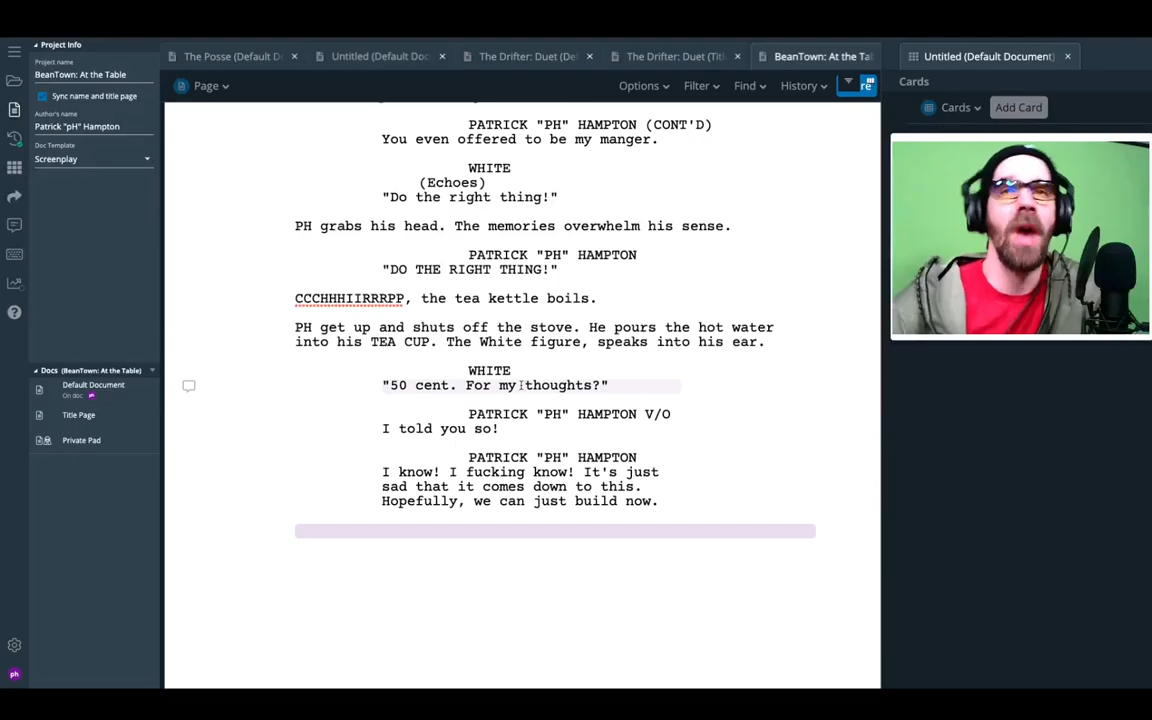 Project Info
Project name
BeanTown: At the Table
Sync name and title page
Author's name
Patrick "pH" Hampton
Doc Template
Screenplay
Docs (BeanTown: At the Table)
Default Document
On doc ph
Title Page
Private Pad
ph
The Posse (Default D
Untitled (Default Doc
The Drifter: Duet (De
The Drifter: Duet (Titl
BeanTown: At the Tab
Page
Options
Filter
Find
History
re
PATRICK "PH" HAMPTON (CONT'D)
You even offered to be my manger.
WHITE
(Echoes)
"Do the right thing!"
PH grabs his head. The memories overwhelm his sense.
PATRICK "PH" HAMPTON
"DO THE RIGHT THING!"
CCCHHHIIRRRPP, the tea kettle boils.
PH get up and shuts off the stove. He pours the hot water
into his TEA CUP. The White figure, speaks into his ear.
WHITE
"50 cent. For my thoughts?"
PATRICK "PH" HAMPTON V/O
I told you so!
PATRICK "PH" HAMPTON
I know! I fucking know! It's just
sad that it comes down to this.
Hopefully, we can just build now.
Untitled (Default Document)
Cards
Cards
Add Card